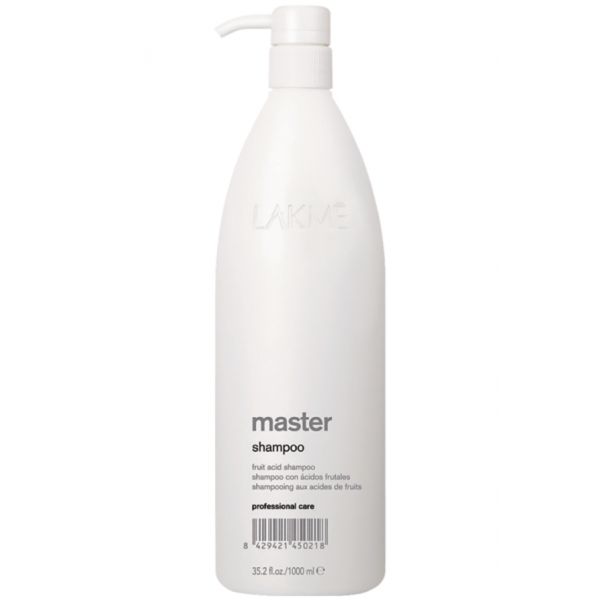 LAKMĒ
master
shampoo
fruit acid shampoo
shampoo con ácidos frutales
shampooing aux acides de fruits
professional care
8 429421 450218
35.2 fl.oz./1000 ml ℮